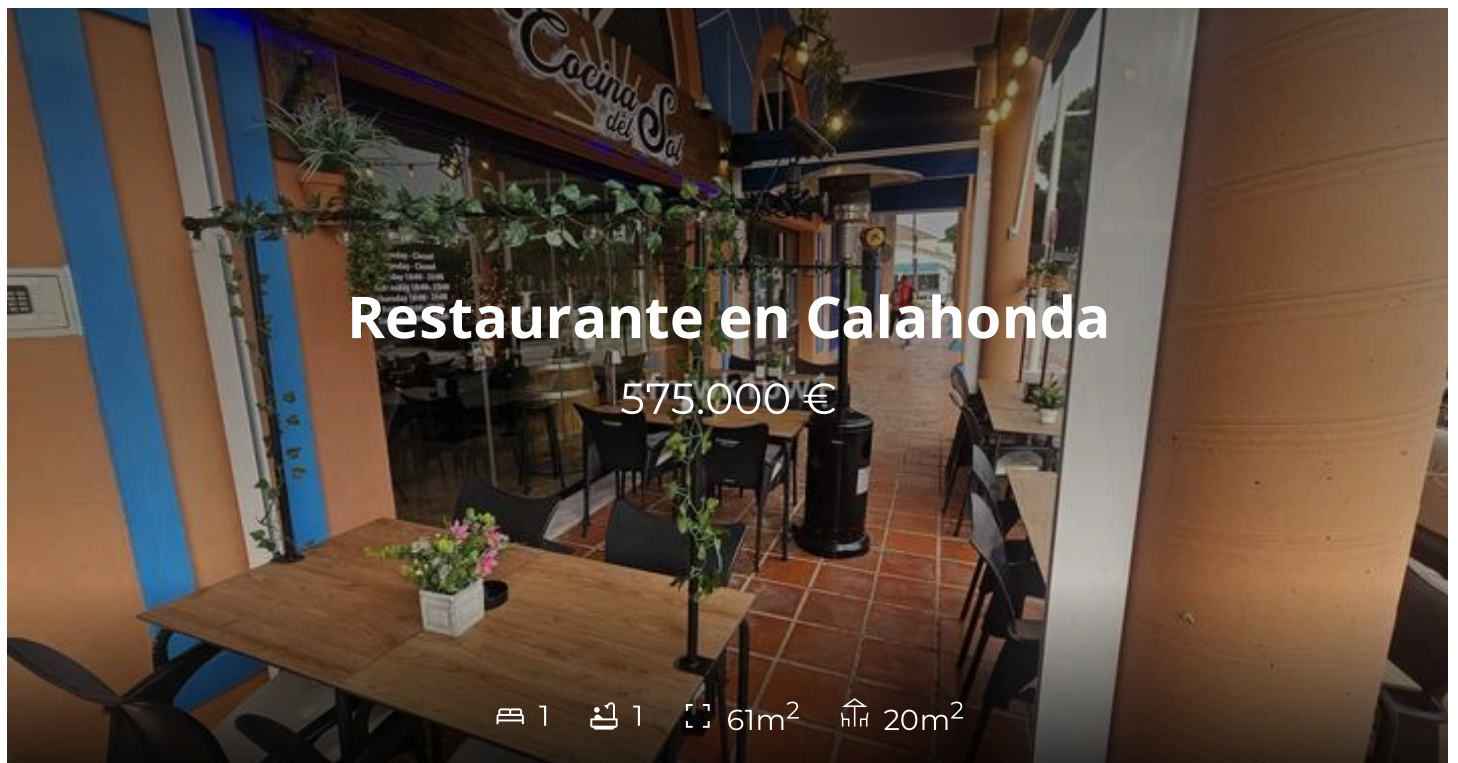 Cocina
del Sol
Restaurante en Calahonda
575.000 €
1 1 61m² 20m²